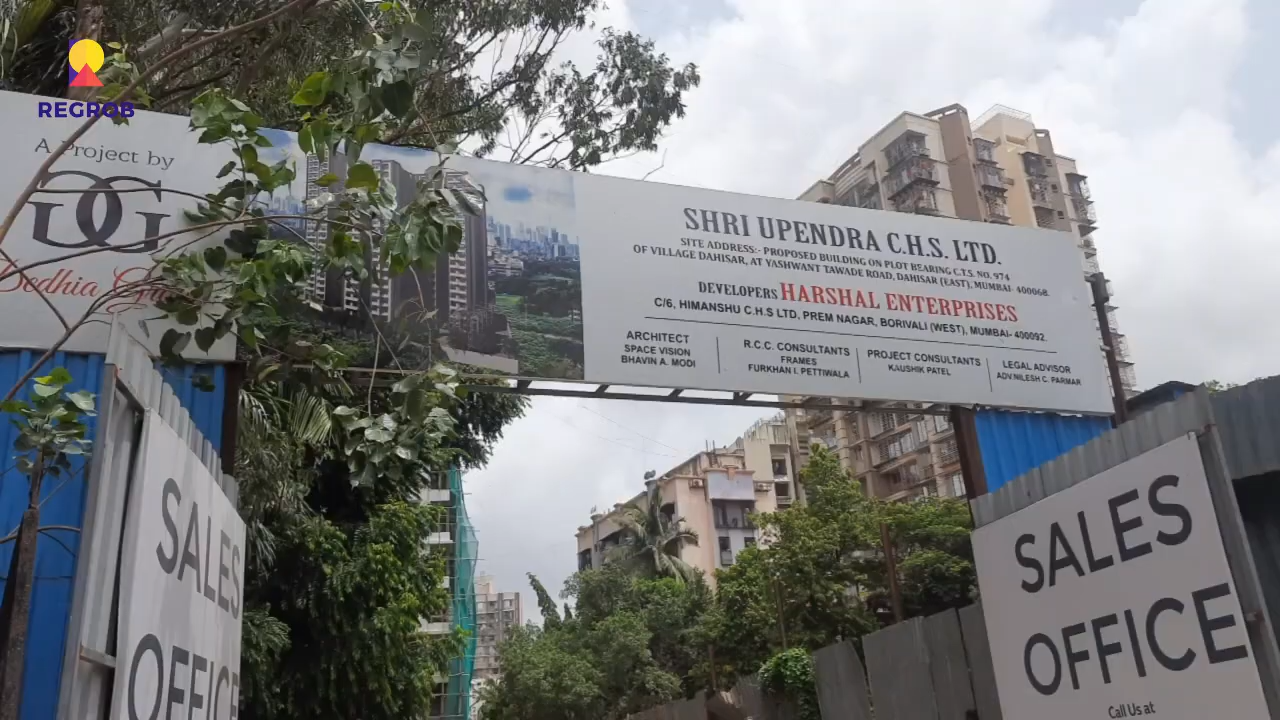 REGROB
A Project by
GG
SHRI UPENDRA C.H.S. LTD.
SITE ADDRESS:- PROPOSED BUILDING ON PLOT BEARING C.T.S. NO. 974
OF VILLAGE DAHISAR, AT YASHWANT TAWADE ROAD, DAHISAR (EAST), MUMBAI- 400068.
DEVELOPERS HARSHAL ENTERPRISES
C/6, HIMANSHU C.H.S LTD, PREM NAGAR, BORIVALI (WEST), MUMBAI- 400092.
ARCHITECT
SPACE VISION
BHAVIN A. MODI
R.C.C. CONSULTANTS
FRAMES
FURKHAN I. PETTIWALA
PROJECT CONSULTANTS
KAUSHIK PATEL
LEGAL ADVISOR
ADV.NILESH C. PARMAR
SALES
OFFICE
SALES
OFFICE
Call Us at